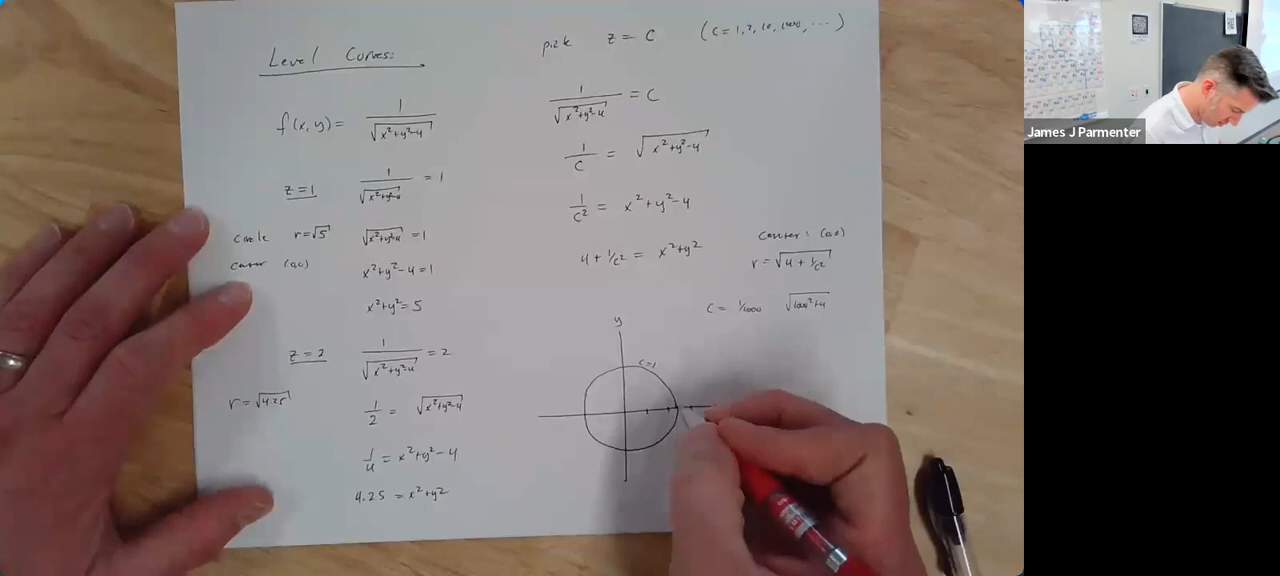 Level Curves:
f(x, y) = 1/√(x²+y²-4)
z = 1
1/√(x²+y²-4) = 1
circle r = √5
√(x²+y²-4) = 1
center (0,0)
x²+y²-4 = 1
x²+y² = 5
z = 2
1/√(x²+y²-4) = 2
r = √4.25
1/2 = √(x²+y²-4)
1/4 = x²+y²-4
4.25 = x²+y²
pick z = C (C = 1, 2, 10, 1000, ...)
1/√(x²+y²-4) = C
1/C = √(x²+y²-4)
1/C² = x²+y²-4
4 + 1/C² = x²+y²
center: (0,0)
r = √(4 + 1/C²)
C = 1/1000 √(1000²+4)
y
C=1
James J Parmenter